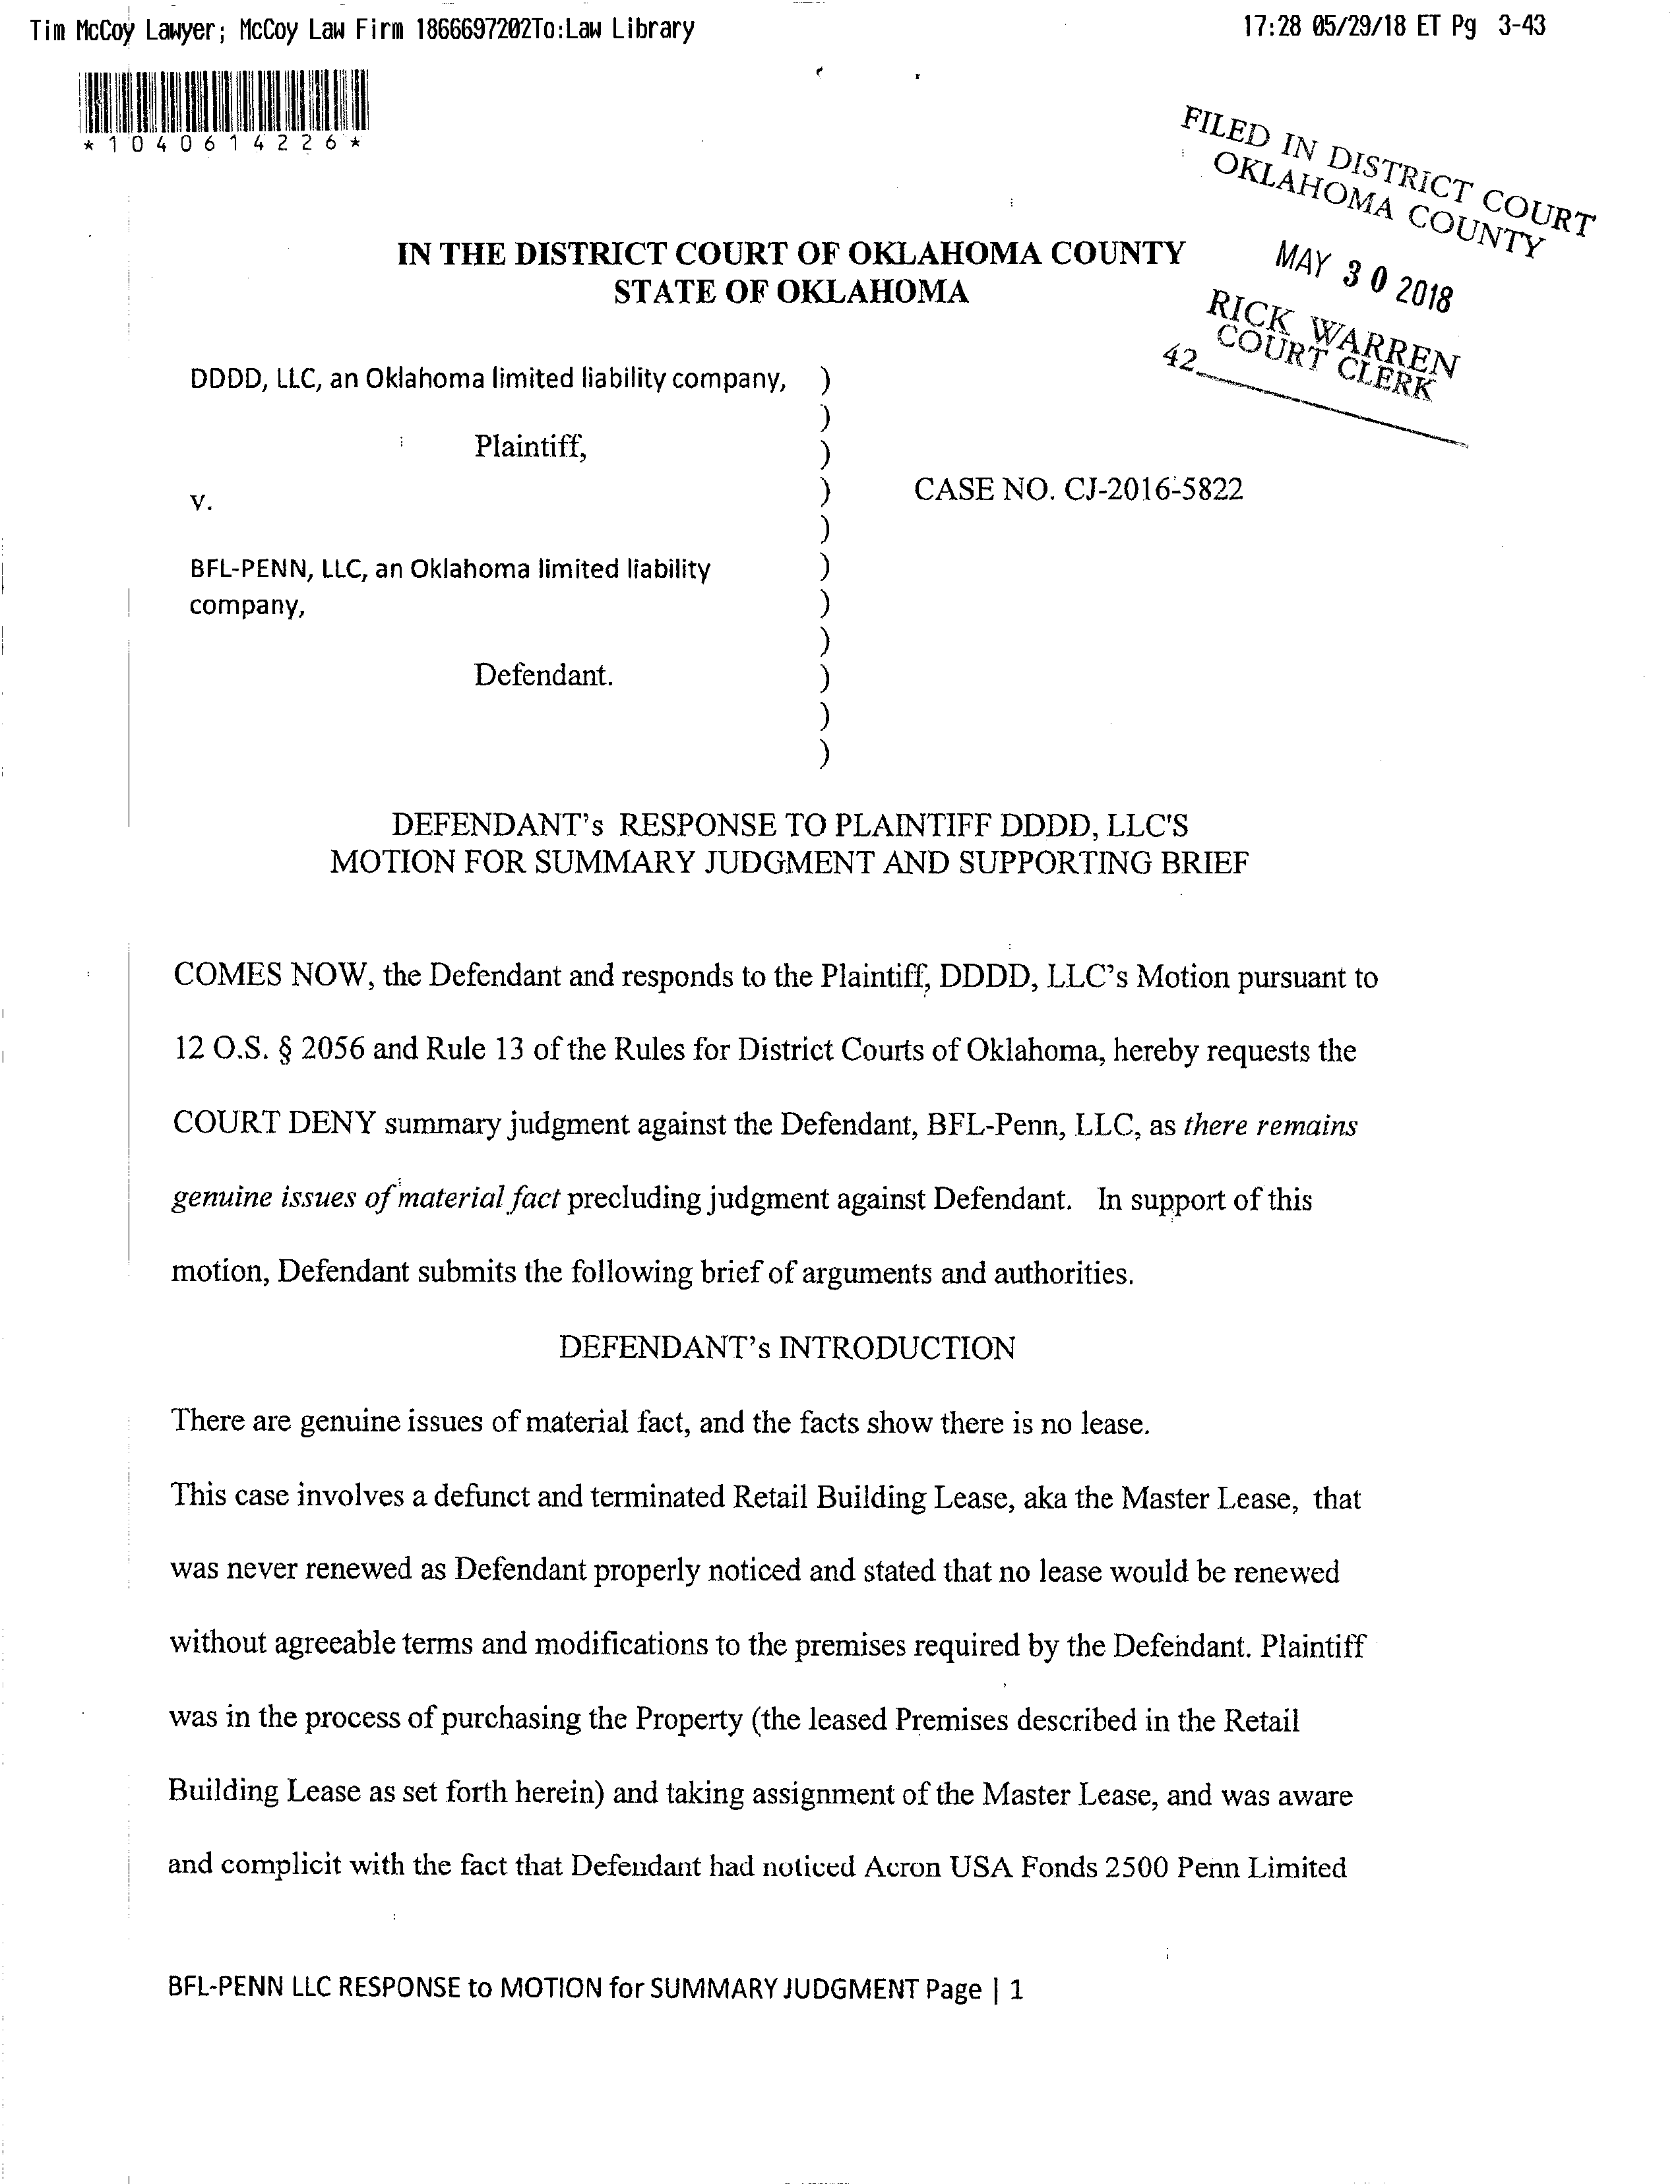 Tim McCoy Lawyer; McCoy Law Firm 1866697202To:Law Library 17:28 05/29/18 ET Pg 3-43
*1040614226*
FILED IN DISTRICT COURT
OKLAHOMA COUNTY
MAY 30 2018
RICK WARREN
COURT CLERK
42
IN THE DISTRICT COURT OF OKLAHOMA COUNTY
STATE OF OKLAHOMA
DDDD, LLC, an Oklahoma limited liability company, )
)
Plaintiff, )
v. ) CASE NO. CJ-2016-5822
)
BFL-PENN, LLC, an Oklahoma limited liability )
company, )
)
Defendant. )
)
)
DEFENDANT's RESPONSE TO PLAINTIFF DDDD, LLC'S
MOTION FOR SUMMARY JUDGMENT AND SUPPORTING BRIEF
COMES NOW, the Defendant and responds to the Plaintiff, DDDD, LLC's Motion pursuant to
12 O.S. § 2056 and Rule 13 of the Rules for District Courts of Oklahoma, hereby requests the
COURT DENY summary judgment against the Defendant, BFL-Penn, LLC, as there remains
genuine issues of material fact precluding judgment against Defendant. In support of this
motion, Defendant submits the following brief of arguments and authorities.
DEFENDANT's INTRODUCTION
There are genuine issues of material fact, and the facts show there is no lease.
This case involves a defunct and terminated Retail Building Lease, aka the Master Lease, that
was never renewed as Defendant properly noticed and stated that no lease would be renewed
without agreeable terms and modifications to the premises required by the Defendant. Plaintiff
was in the process of purchasing the Property (the leased Premises described in the Retail
Building Lease as set forth herein) and taking assignment of the Master Lease, and was aware
and complicit with the fact that Defendant had noticed Acron USA Fonds 2500 Penn Limited
BFL-PENN LLC RESPONSE to MOTION for SUMMARY JUDGMENT Page | 1